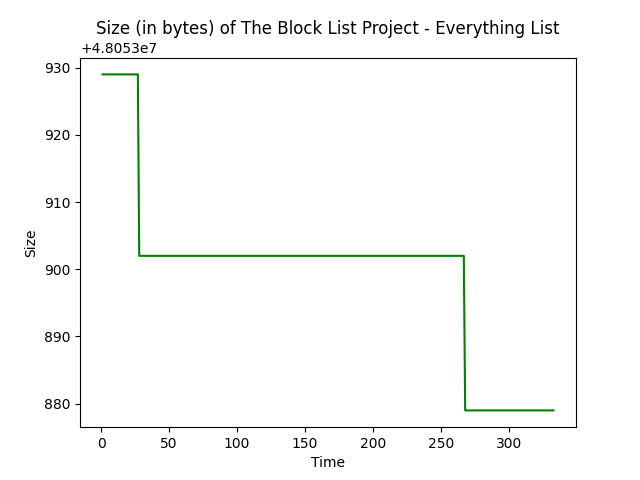 Size (in bytes) of The Block List Project - Everything List
+4.8053e7
930
920
910
900
890
880
Size
0 50 100 150 200 250 300
Time